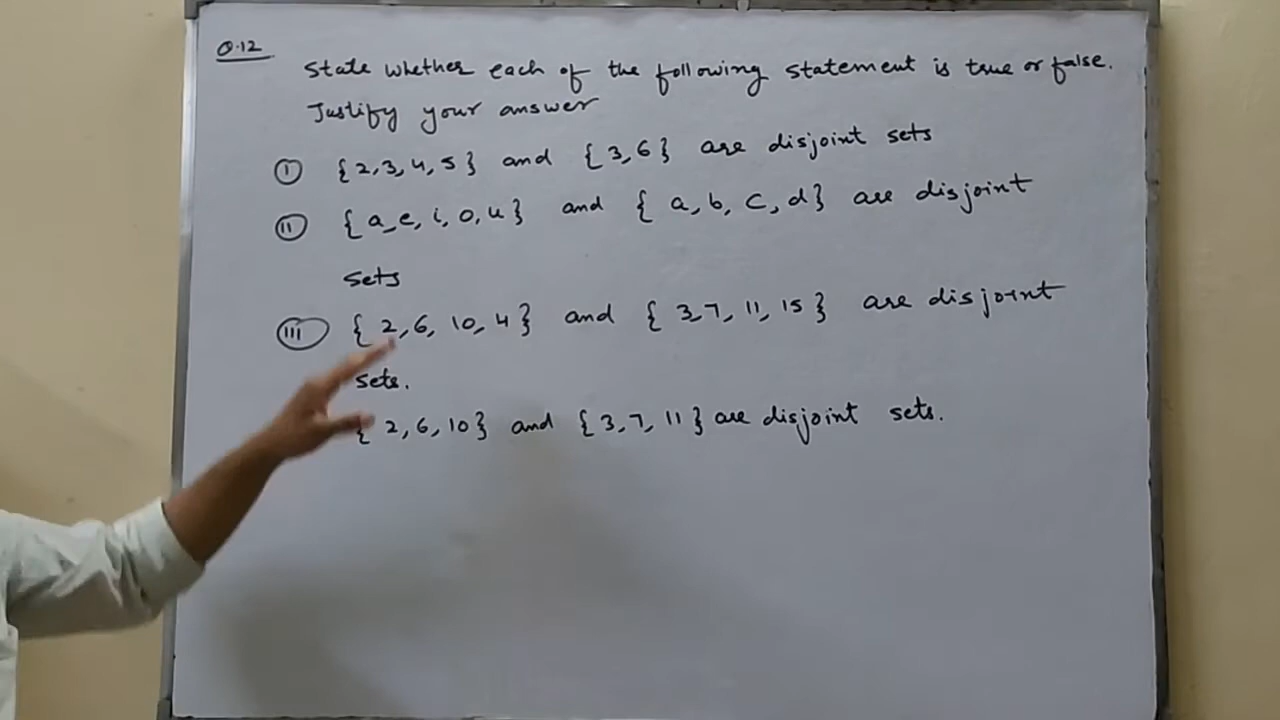 Q.12
State whether each of the following statement is true or false.
Justify your answer
(i) {2,3,4,5} and {3,6} are disjoint sets
(ii) {a,e,i,o,u} and {a,b,c,d} are disjoint
sets
(iii) {2,6,10,4} and {3,7,11,15} are disjoint
sets.
{2,6,10} and {3,7,11} are disjoint sets.